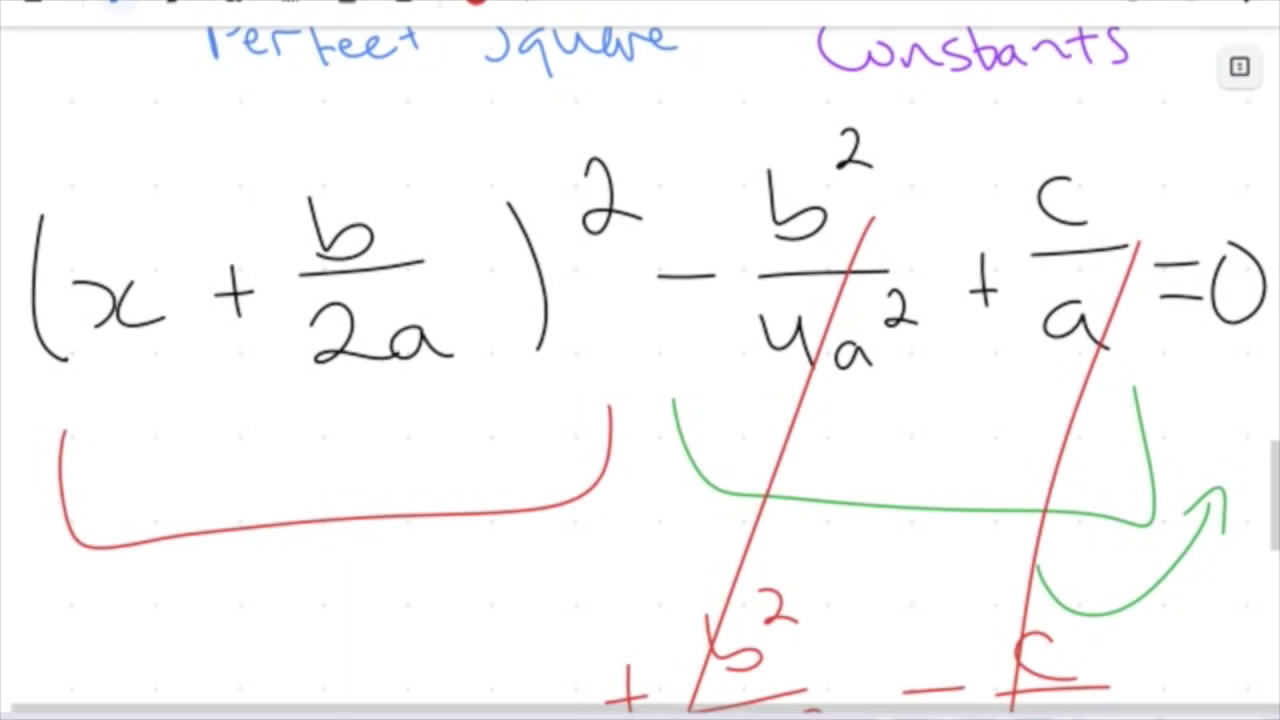 Perfect Square Constants
(x + b/2a)² - b²/4a² + c/a = 0
+ b² - c